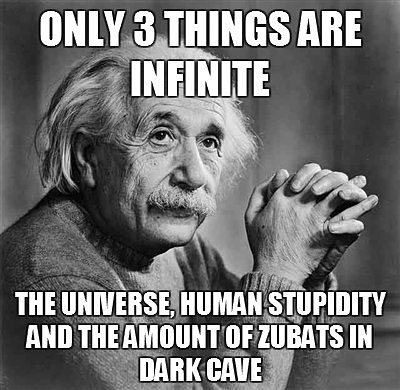 ONLY 3 THINGS ARE
INFINITE
THE UNIVERSE, HUMAN STUPIDITY
AND THE AMOUNT OF ZUBATS IN
DARK CAVE